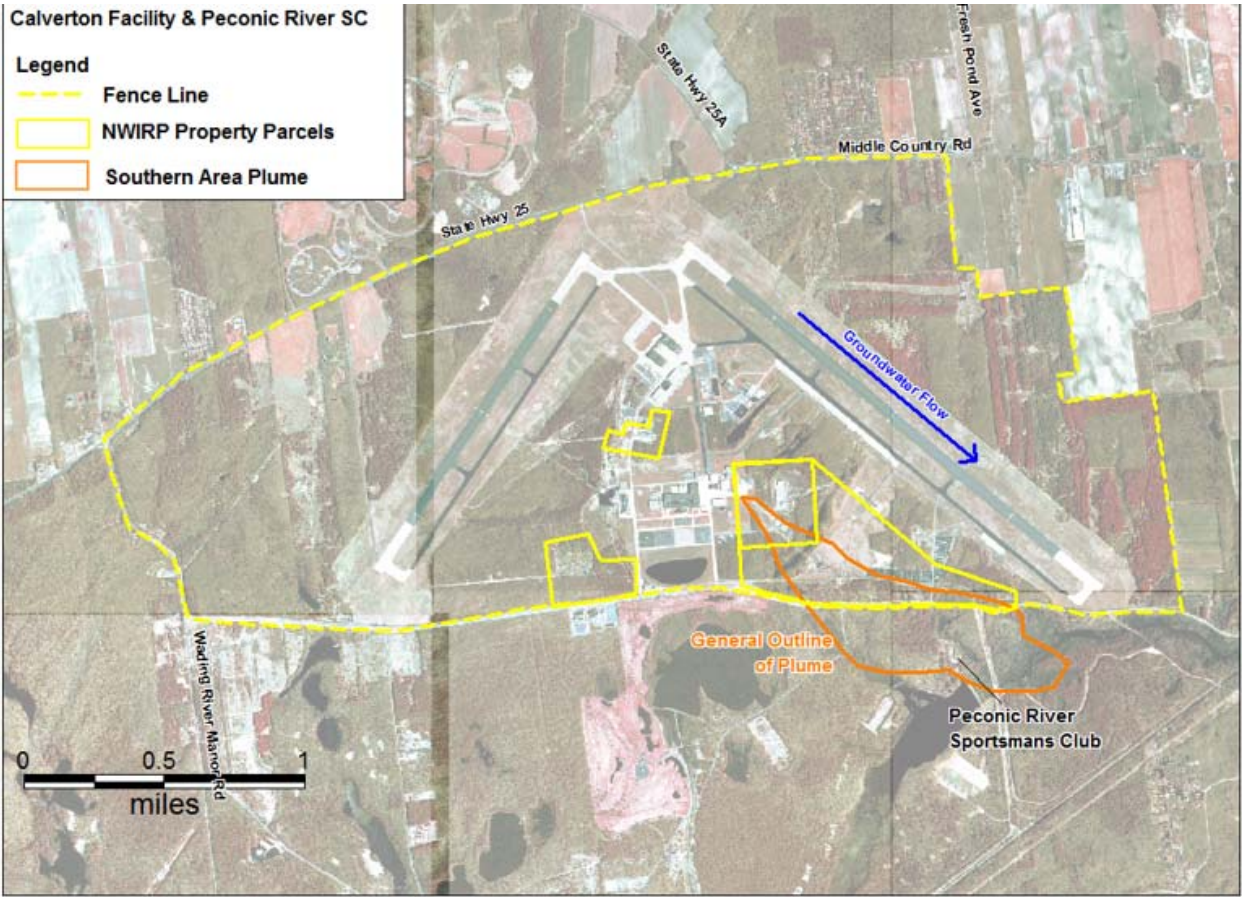 Calverton Facility & Peconic River SC
Legend
Fence Line
NWIRP Property Parcels
Southern Area Plume
State Hwy 25A
Fresh Pond Ave
Middle Country Rd
State Hwy 25
Groundwater Flow
General Outline
of Plume
Peconic River
Sportsmans Club
Wading River Manor Rd
0 0.5 1
miles